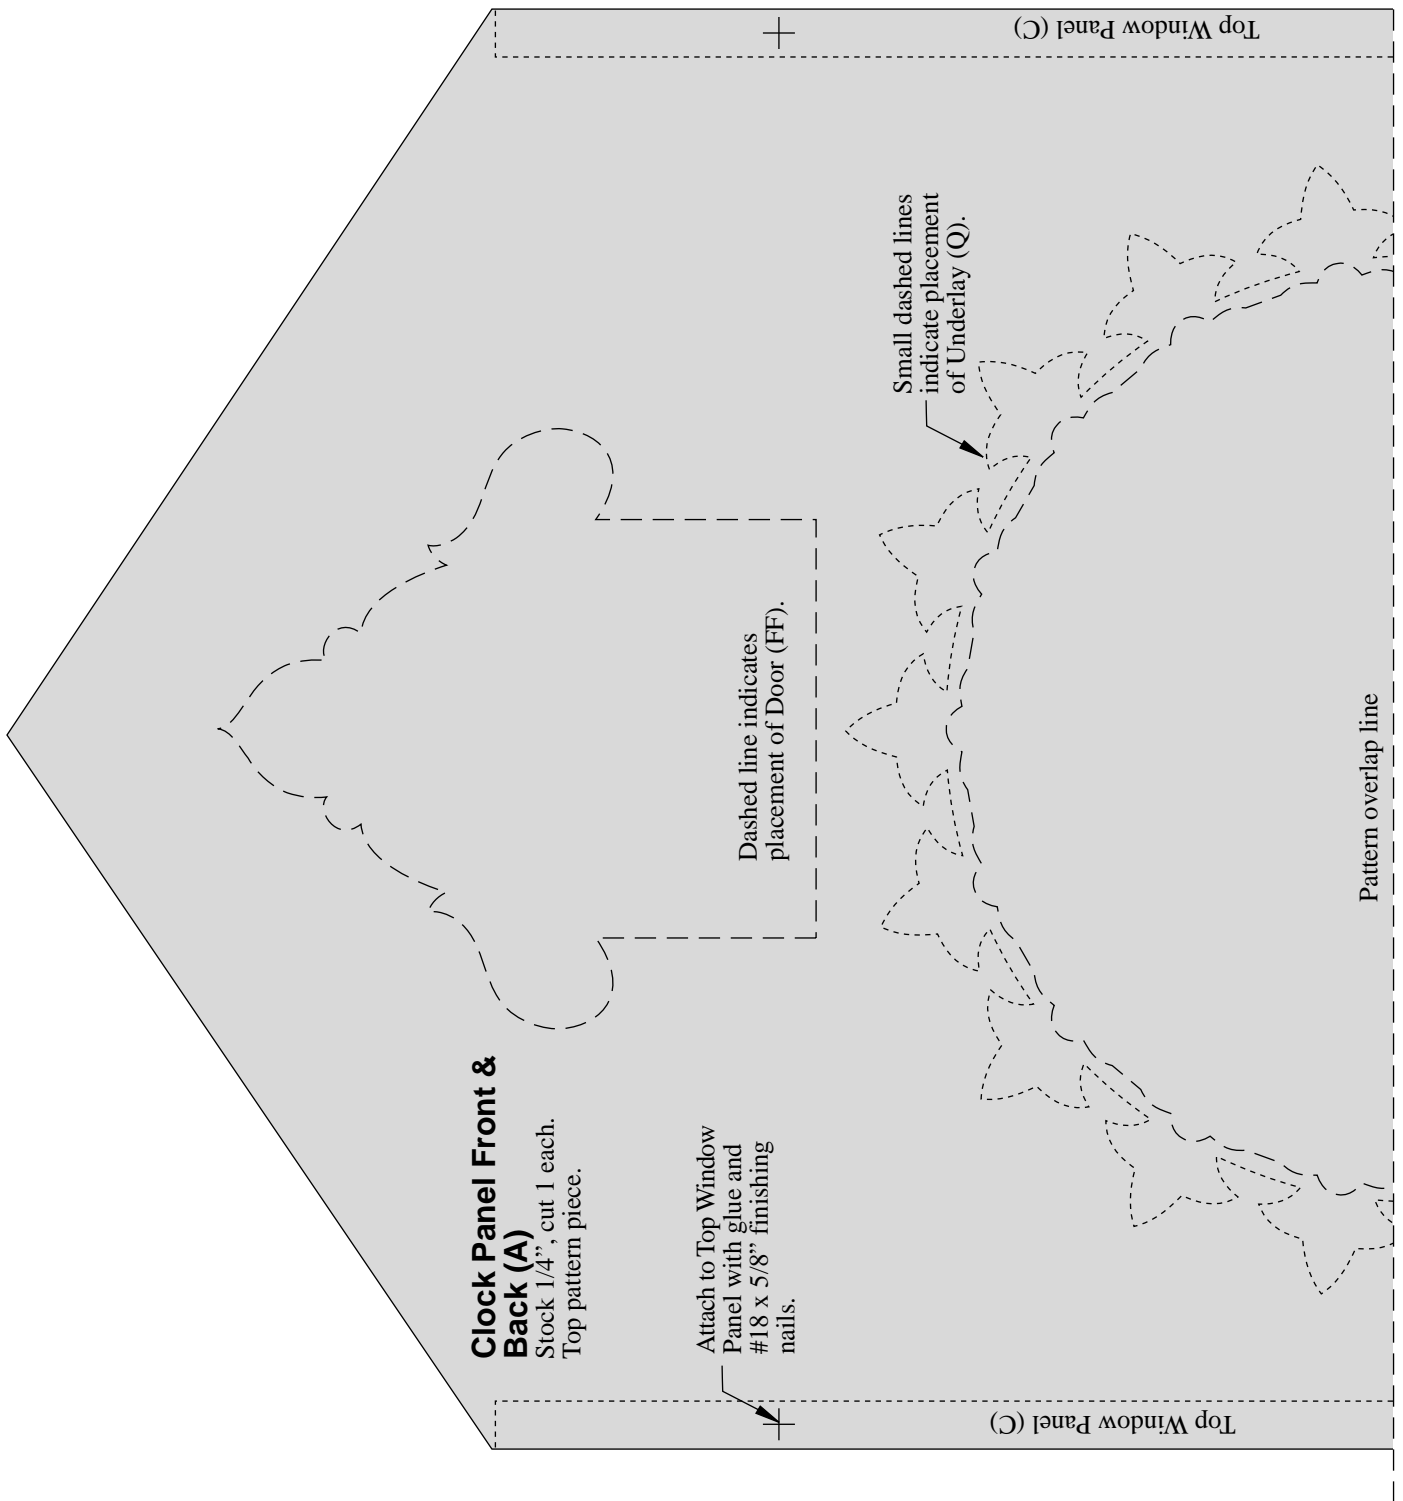 Clock Panel Front &
Back (A)
Stock 1/4”, cut 1 each.
Top pattern piece.
Attach to Top Window
Panel with glue and
#18 x 5/8” finishing
nails.
Dashed line indicates
placement of Door (FF).
Small dashed lines
indicate placement
of Underlay (Q).
Top Window Panel (C)
Top Window Panel (C)
Pattern overlap line